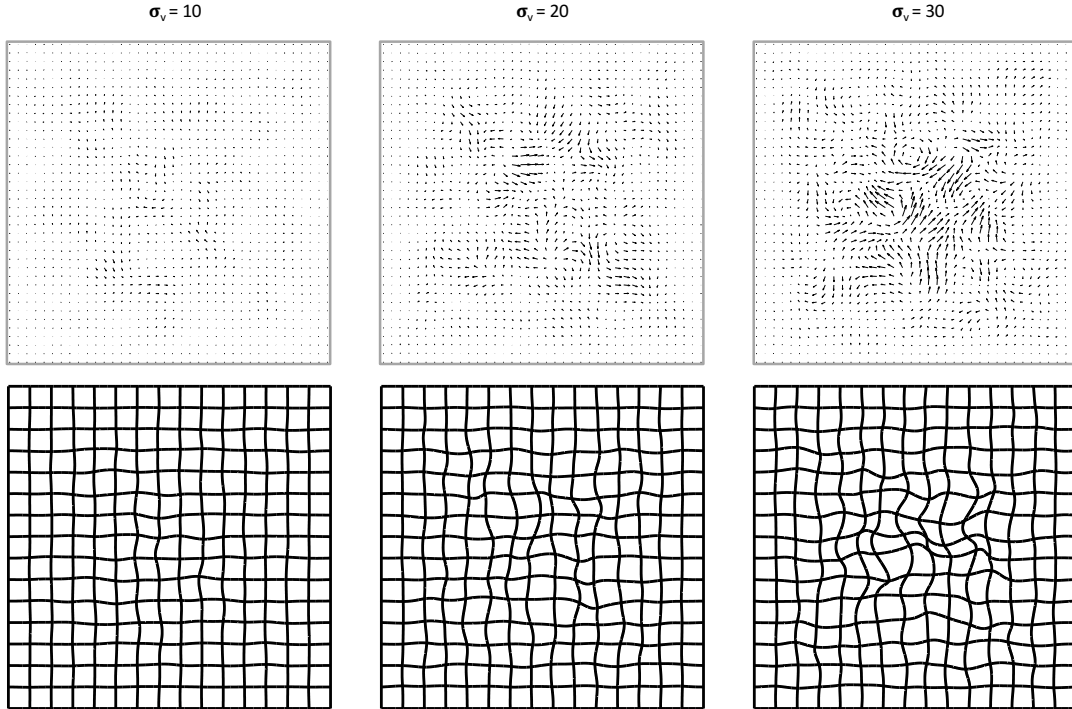 σᵥ = 10
σᵥ = 20
σᵥ = 30